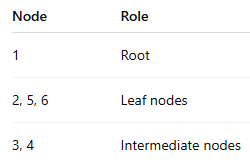 Node Role
1 Root
2, 5, 6 Leaf nodes
3, 4 Intermediate nodes